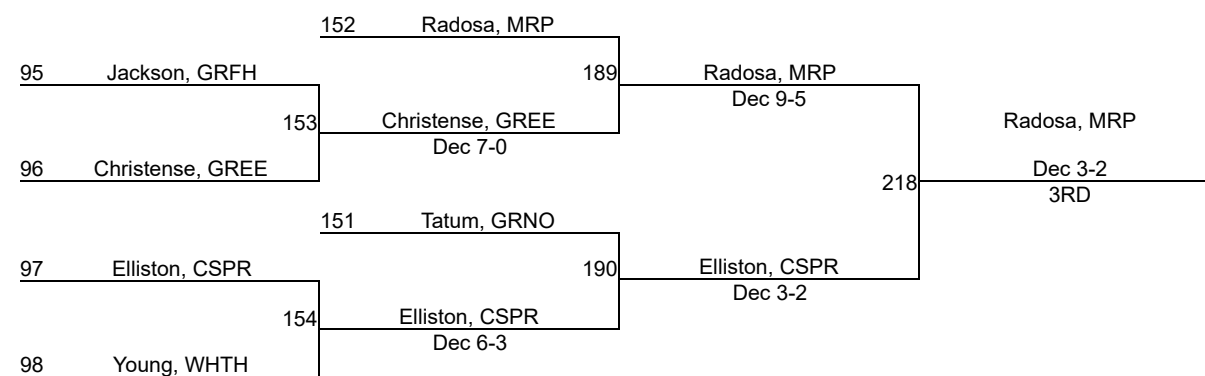 152 Radosa, MRP
95 Jackson, GRFH
189 Radosa, MRP
Dec 9-5
153 Christense, GREE
Dec 7-0
Radosa, MRP
96 Christense, GREE
Dec 3-2
218
3RD
151 Tatum, GRNO
97 Elliston, CSPR
190 Elliston, CSPR
Dec 3-2
154 Elliston, CSPR
Dec 6-3
98 Young, WHTH